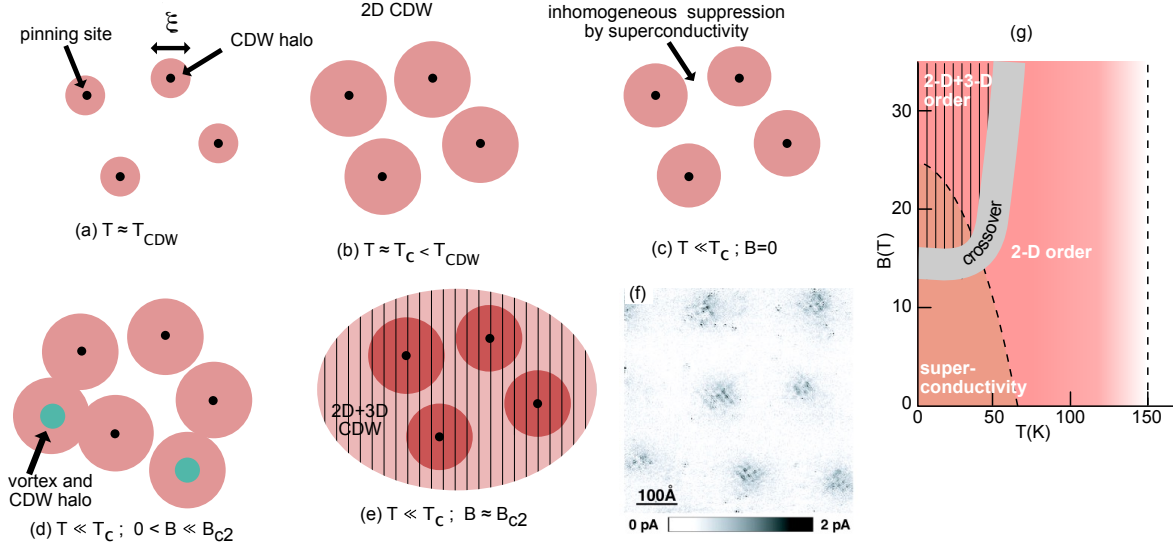 pinning site
ξ
CDW halo
(a) T ≈ T_CDW
2D CDW
(b) T ≈ T_c < T_CDW
inhomogeneous suppression
by superconductivity
(c) T ≪ T_c ; B=0
vortex and
CDW halo
(d) T ≪ T_c ; 0 < B ≪ B_c2
2D+3D
CDW
(e) T ≪ T_c ; B ≈ B_c2
(f)
100Å
0 pA
2 pA
(g)
2-D+3-D
order
crossover
2-D order
super-
conductivity
B(T)
30
20
10
0
0
50
100
150
T(K)